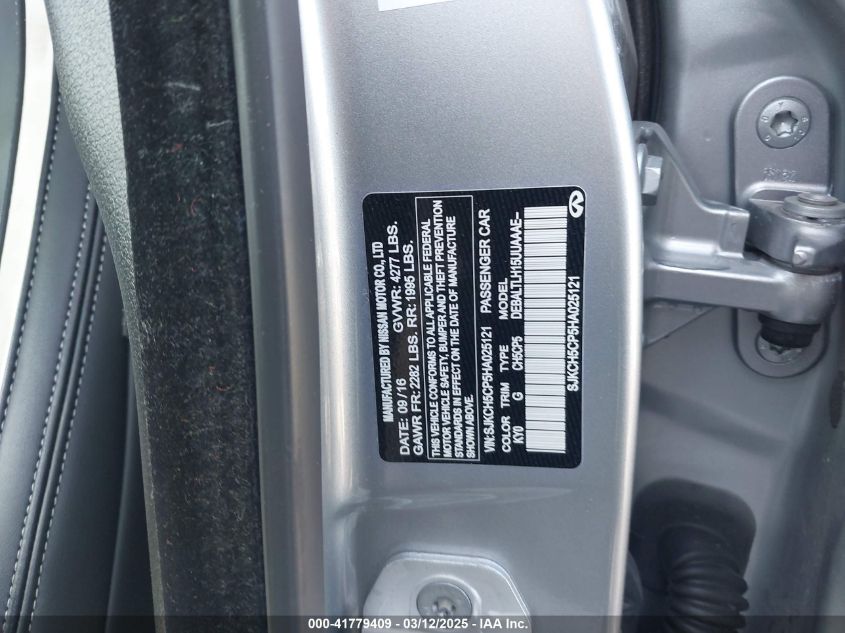 MANUFACTURED BY NISSAN MOTOR CO., LTD
DATE: 09/16 GVWR: 4277 LBS.
GAWR FR: 2282 LBS. RR: 1995 LBS.
THIS VEHICLE CONFORMS TO ALL APPLICABLE FEDERAL
MOTOR VEHICLE SAFETY, BUMPER AND THEFT PREVENTION
STANDARDS IN EFFECT ON THE DATE OF MANUFACTURE
SHOWN ABOVE.
VIN: SJKCH5CP5HA025121 PASSENGER CAR
COLOR TRIM TYPE MODEL
KY0 G CH5CP5 DEBALTLH15UUAAAE-
SJKCH5CP5HA025121
000-41779409 - 03/12/2025 - IAA Inc.